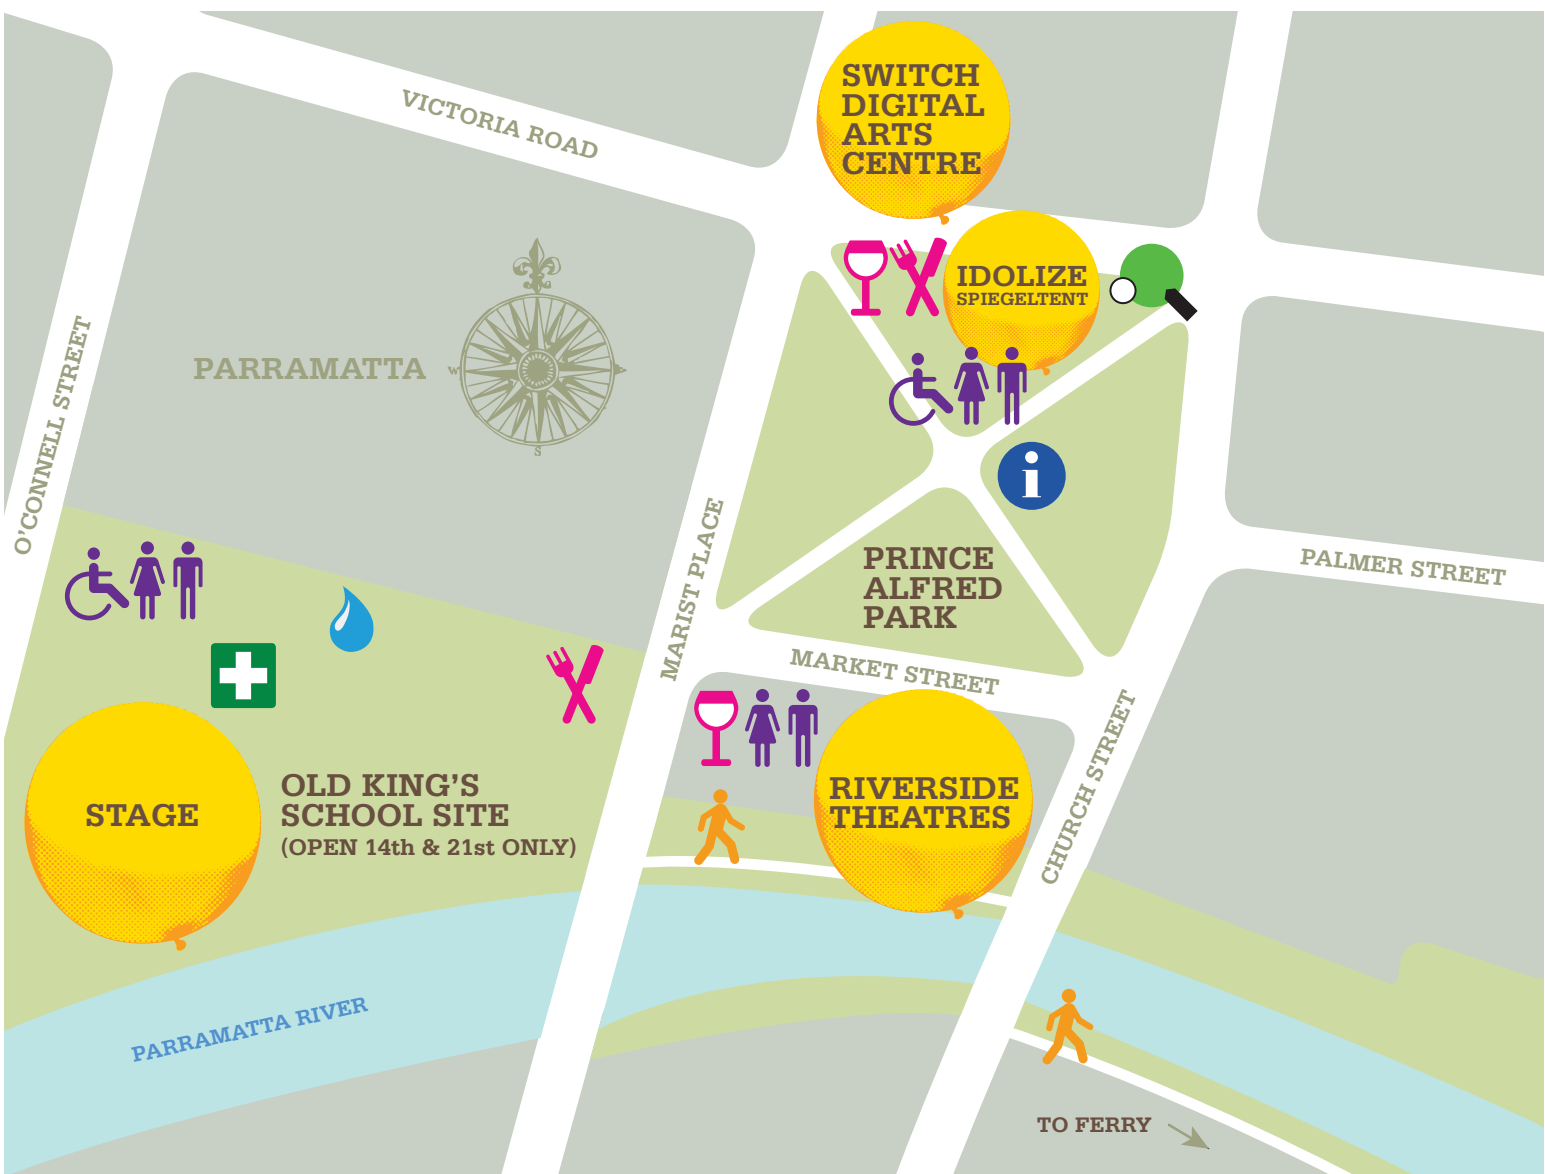 SWITCH
DIGITAL
ARTS
CENTRE
VICTORIA ROAD
IDOLIZE
SPIEGELTENT
O'CONNELL STREET
PARRAMATTA
W
S
i
MARIST PLACE
PRINCE
ALFRED
PARK
PALMER STREET
MARKET STREET
CHURCH STREET
STAGE
OLD KING'S
SCHOOL SITE
(OPEN 14th & 21st ONLY)
RIVERSIDE
THEATRES
PARRAMATTA RIVER
TO FERRY